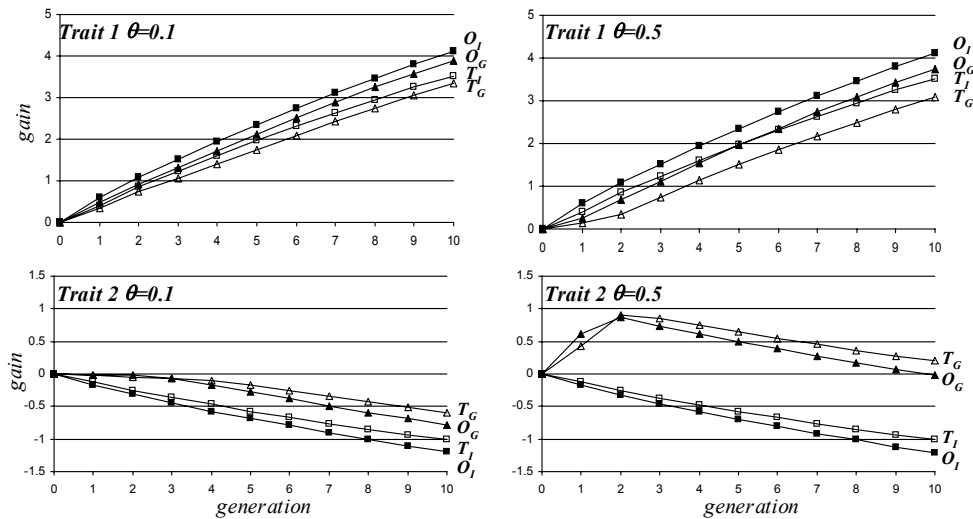 Trait 1 θ=0.1
gain
5
4
3
2
1
0
0 1 2 3 4 5 6 7 8 9 10
O_I
O_G
T_I
T_G
Trait 1 θ=0.5
5
4
3
2
1
0
0 1 2 3 4 5 6 7 8 9 10
O_I
O_G
T_I
T_G
Trait 2 θ=0.1
gain
1.5
1
0.5
0
-0.5
-1
-1.5
0 1 2 3 4 5 6 7 8 9 10
T_G
O_G
T_I
O_I
generation
Trait 2 θ=0.5
1.5
1
0.5
0
-0.5
-1
-1.5
0 1 2 3 4 5 6 7 8 9 10
T_G
O_G
T_I
O_I
generation